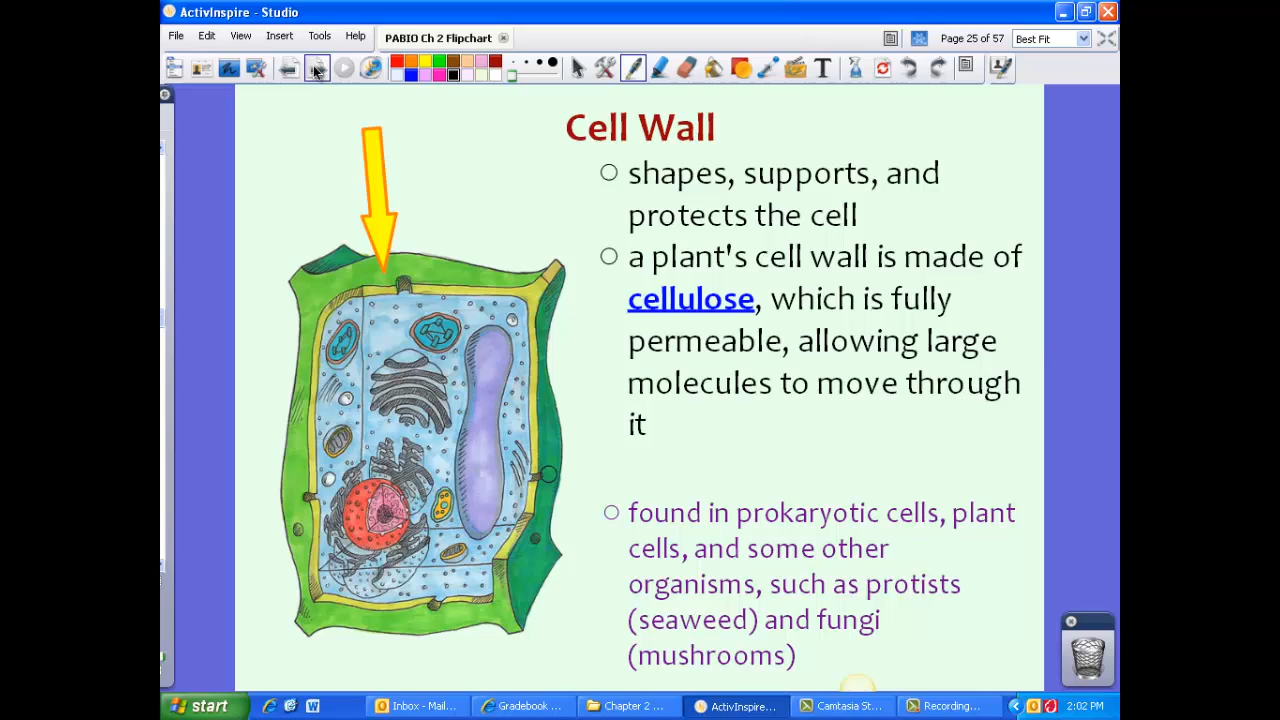 ActivInspire - Studio
File Edit View Insert Tools Help PABIO Ch 2 Flipchart Page 25 of 57 Best Fit
T
Cell Wall
shapes, supports, and
protects the cell
a plant's cell wall is made of
cellulose, which is fully
permeable, allowing large
molecules to move through
it
found in prokaryotic cells, plant
cells, and some other
organisms, such as protists
(seaweed) and fungi
(mushrooms)
start Inbox - Mail... Gradebook ... Chapter 2 ... ActivInspire... Camtasia St... Recording... 2:02 PM